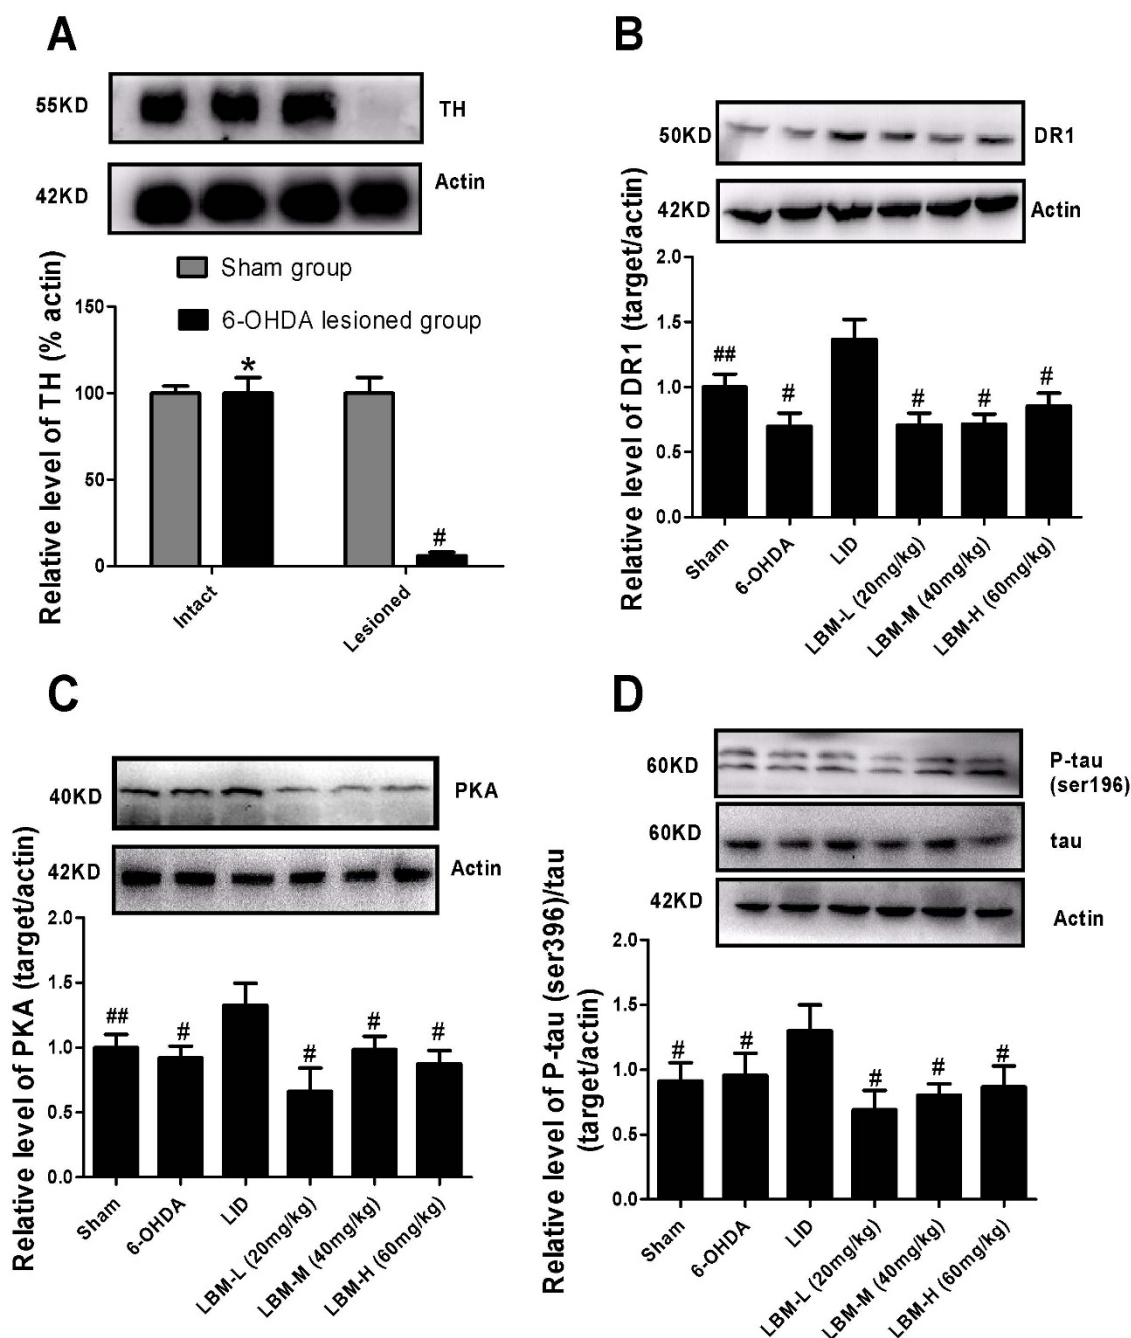 A
55KD
TH
42KD
Actin
Sham group
6-OHDA lesioned group
Relative level of TH (% actin)
150
100
50
0
*
#
Intact
Lesioned
B
50KD
DR1
42KD
Actin
Relative level of DR1 (target/actin)
2.0
1.5
1.0
0.5
0.0
##
#
#
#
#
Sham
6-OHDA
LID
LBM-L (20mg/kg)
LBM-M (40mg/kg)
LBM-H (60mg/kg)
C
40KD
PKA
42KD
Actin
Relative level of PKA (target/actin)
2.0
1.5
1.0
0.5
0.0
##
#
#
#
#
Sham
6-OHDA
LID
LBM-L (20mg/kg)
LBM-M (40mg/kg)
LBM-H (60mg/kg)
D
60KD
P-tau
(ser196)
60KD
tau
42KD
Actin
Relative level of P-tau (ser396)/tau
(target/actin)
2.0
1.5
1.0
0.5
0.0
#
#
#
#
#
Sham
6-OHDA
LID
LBM-L (20mg/kg)
LBM-M (40mg/kg)
LBM-H (60mg/kg)